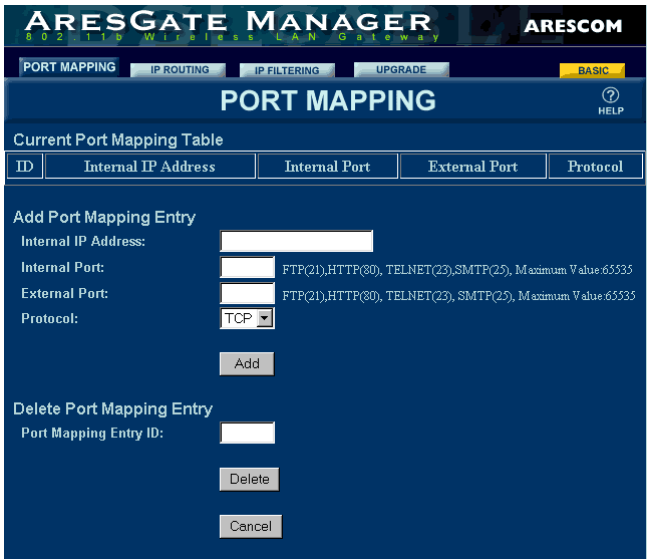 ARESGATE MANAGER
802.11b Wireless LAN Gateway
ARESCOM
PORT MAPPING
IP ROUTING
IP FILTERING
UPGRADE
BASIC
PORT MAPPING
?
HELP
Current Port Mapping Table
ID Internal IP Address Internal Port External Port Protocol
Add Port Mapping Entry
Internal IP Address:
Internal Port: FTP(21),HTTP(80), TELNET(23),SMTP(25), Maximum Value:65535
External Port: FTP(21),HTTP(80), TELNET(23), SMTP(25), Maximum Value:65535
Protocol: TCP
Add
Delete Port Mapping Entry
Port Mapping Entry ID:
Delete
Cancel